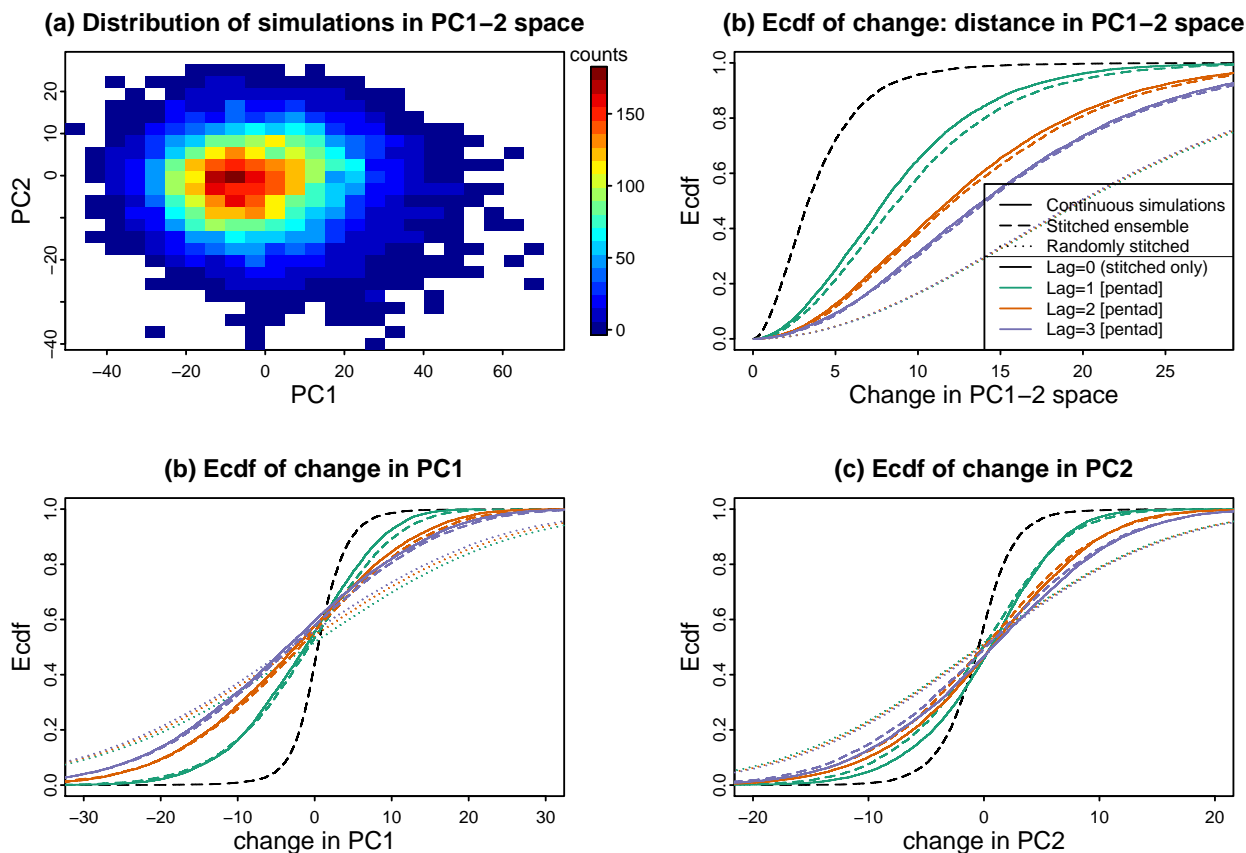 (a) Distribution of simulations in PC1−2 space
counts
20
10
0
−20
−40
PC2
−40
−20
0
20
40
60
PC1
150
100
50
0
(b) Ecdf of change: distance in PC1−2 space
1.0
0.8
0.6
0.4
0.2
0.0
Ecdf
0
5
10
15
20
25
Change in PC1−2 space
Continuous simulations
Stitched ensemble
Randomly stitched
Lag=0 (stitched only)
Lag=1 [pentad]
Lag=2 [pentad]
Lag=3 [pentad]
(b) Ecdf of change in PC1
1.0
0.8
0.6
0.4
0.2
0.0
Ecdf
−30
−20
−10
0
10
20
30
change in PC1
(c) Ecdf of change in PC2
1.0
0.8
0.6
0.4
0.2
0.0
Ecdf
−20
−10
0
10
20
change in PC2